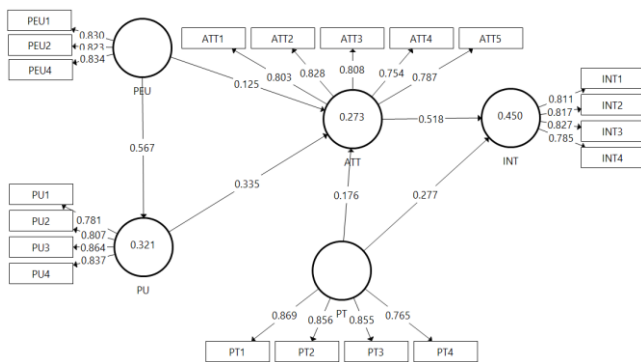 PEU1
PEU2
PEU4
0.830
0.823
0.834
PEU
ATT1
ATT2
ATT3
ATT4
ATT5
0.803
0.828
0.808
0.754
0.787
0.125
0.273
ATT
0.518
0.450
INT
0.811
0.817
0.827
0.785
INT1
INT2
INT3
INT4
0.567
0.335
0.176
0.277
PU1
PU2
PU3
PU4
0.781
0.807
0.864
0.837
0.321
PU
PT
0.869
0.856
0.855
0.765
PT1
PT2
PT3
PT4